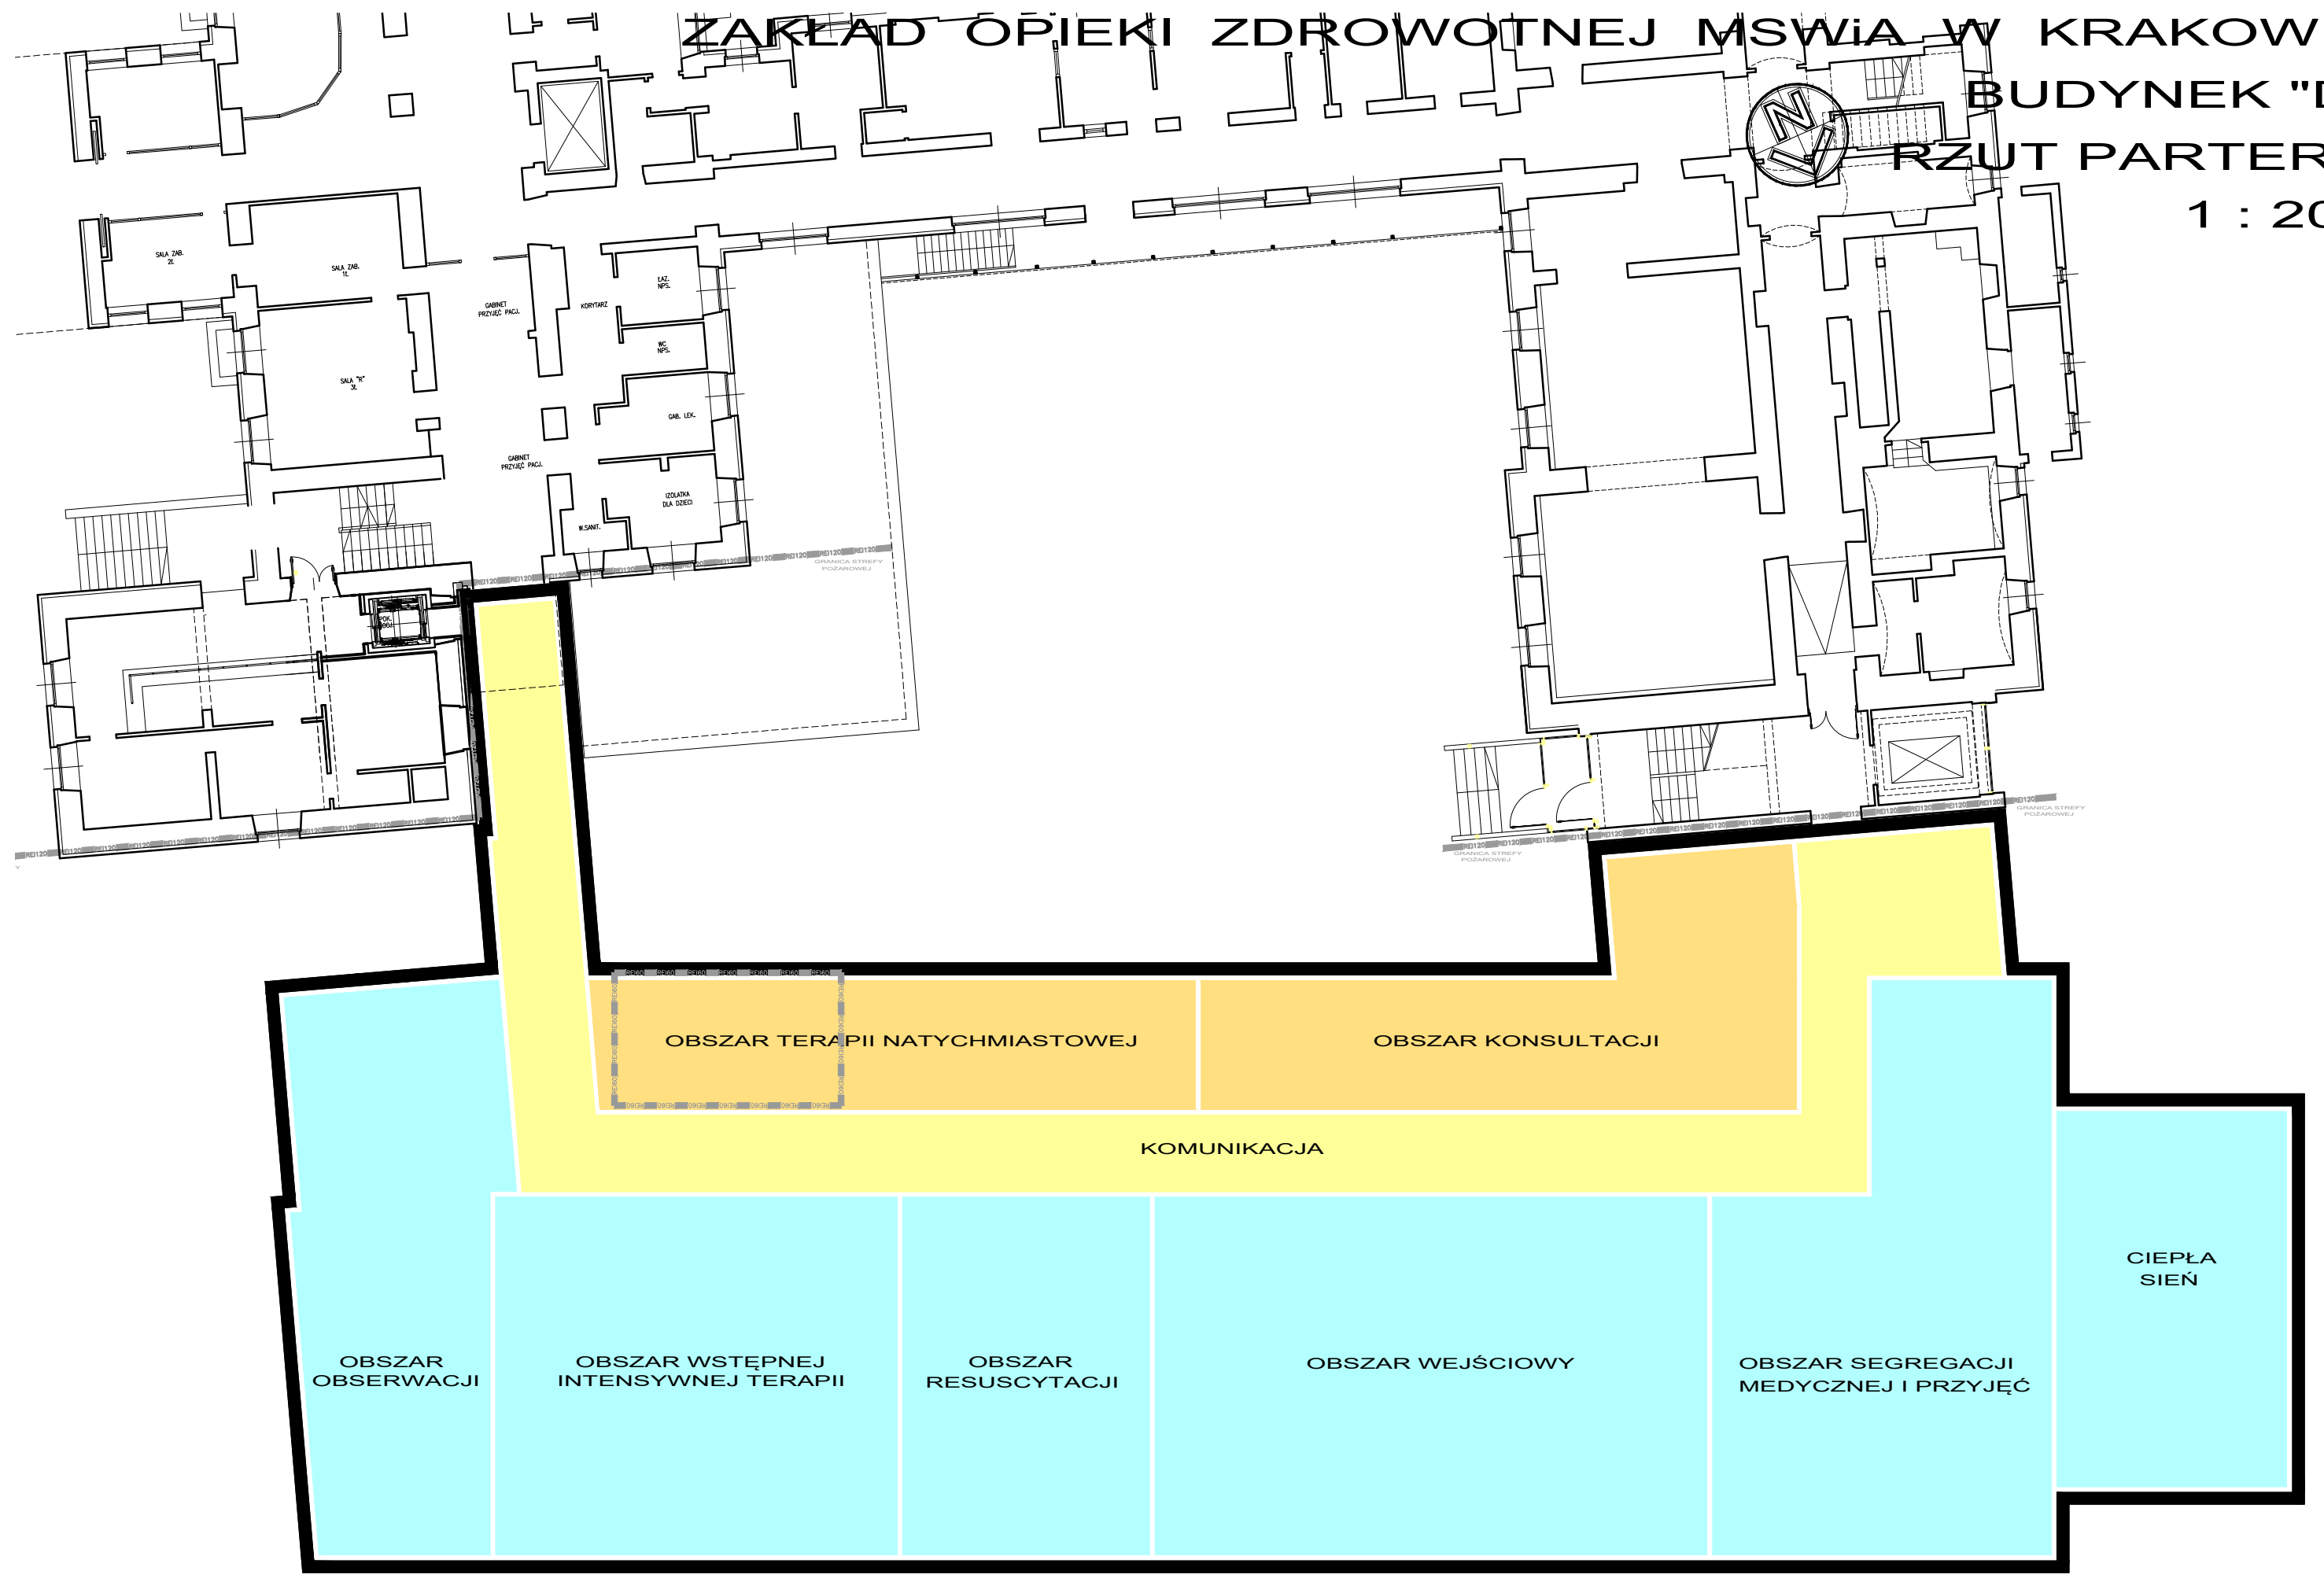 ZAKŁAD OPIEKI ZDROWOTNEJ MSWiA W KRAKOW
BUDYNEK "D
RZUT PARTER
1 : 20
SALA ZAB.
2Ł
SALA ZAB.
1Ł
GABINET
PRZYJĘĆ PACJ.
KORYTARZ
ŁAZ.
NPS.
WC
NPS.
SALA "R"
3Ł
GAB. LEK.
GABINET
PRZYJĘĆ PACJ.
IZOLATKA
DLA DZIECI
W.SANIT.
GRANICA STREFY
POŻAROWEJ
GRANICA STREFY
POŻAROWEJ
GRANICA STREFY
POŻAROWEJ
OBSZAR TERAPII NATYCHMIASTOWEJ
OBSZAR KONSULTACJI
KOMUNIKACJA
CIEPŁA
SIEŃ
OBSZAR
OBSERWACJI
OBSZAR WSTĘPNEJ
INTENSYWNEJ TERAPII
OBSZAR
RESUSCYTACJI
OBSZAR WEJŚCIOWY
OBSZAR SEGREGACJI
MEDYCZNEJ I PRZYJĘĆ